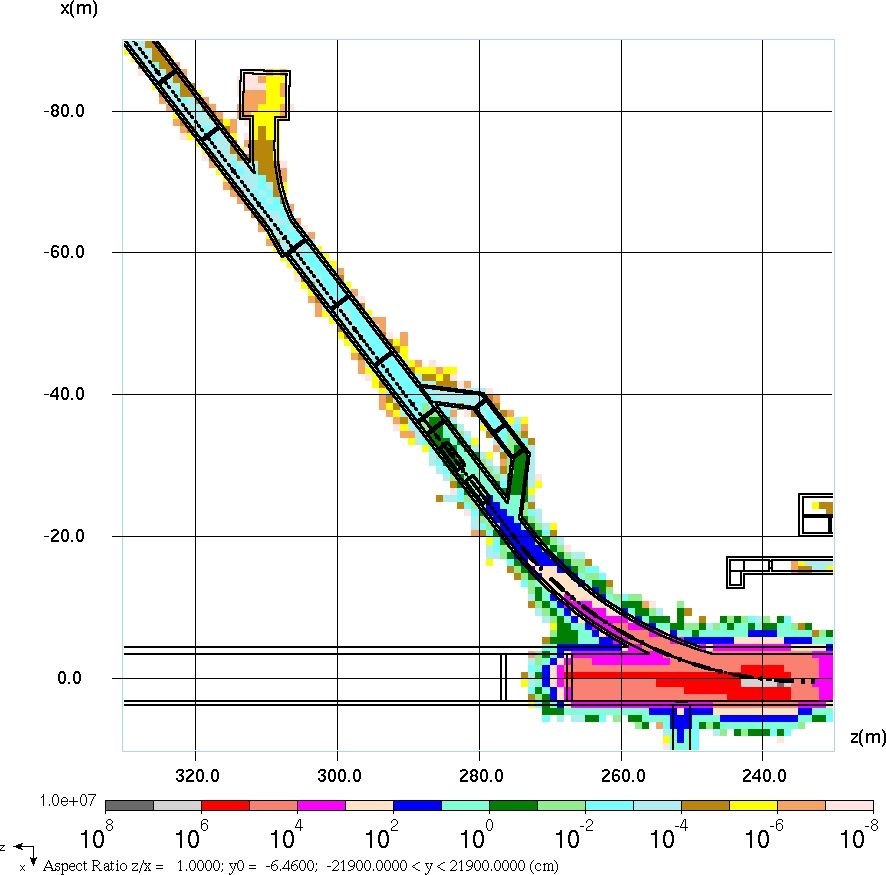 x(m)
-80.0
-60.0
-40.0
-20.0
0.0
z(m)
320.0 300.0 280.0 260.0 240.0
1.0e+07
10^8 10^6 10^4 10^2 10^0 10^-2 10^-4 10^-6 10^-8
z
x
Aspect Ratio z/x = 1.0000; y0 = -6.4600; -21900.0000 < y < 21900.0000 (cm)